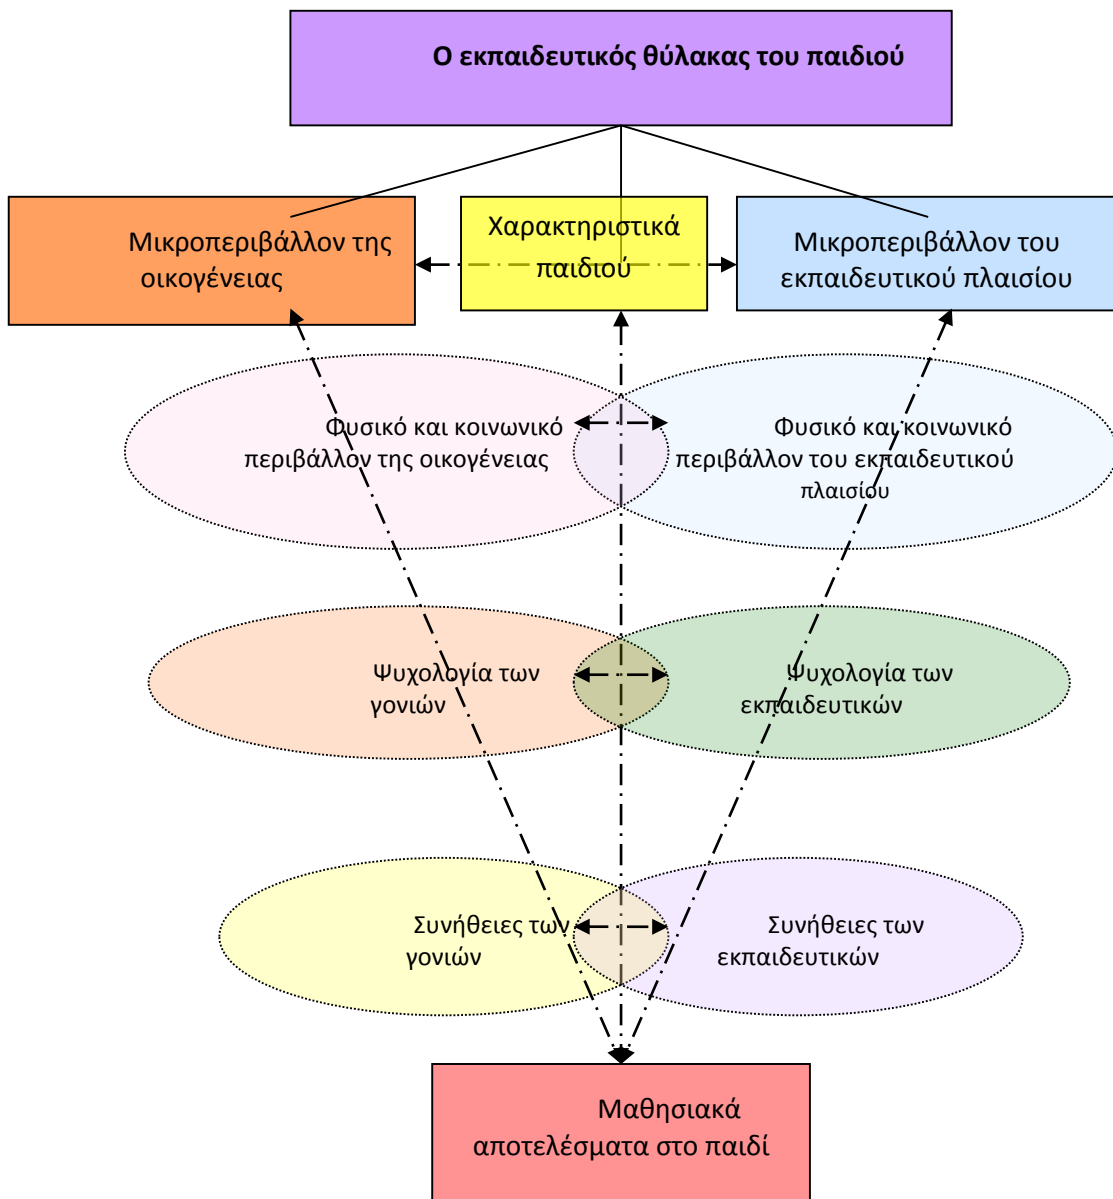 Ο εκπαιδευτικός θύλακας του παιδιού
Μικροπεριβάλλον της
οικογένειας
Χαρακτηριστικά
παιδιού
Μικροπεριβάλλον του
εκπαιδευτικού πλαισίου
Φυσικό και κοινωνικό
περιβάλλον της οικογένειας
Φυσικό και κοινωνικό
περιβάλλον του εκπαιδευτικού
πλαισίου
Ψυχολογία των
γονιών
Ψυχολογία των
εκπαιδευτικών
Συνήθειες των
γονιών
Συνήθειες των
εκπαιδευτικών
Μαθησιακά
αποτελέσματα στο παιδί